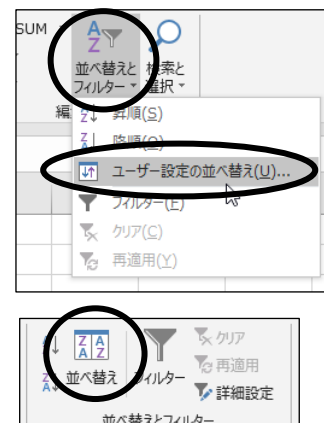 SUM
並べ替えと 検索と
フィルター 選択
編
昇順(S)
降順(O)
ユーザー設定の並べ替え(U)...
フィルター(F)
クリア(C)
再適用(Y)
クリア
再適用
並べ替え フィルター
詳細設定
並べ替えとフィルター